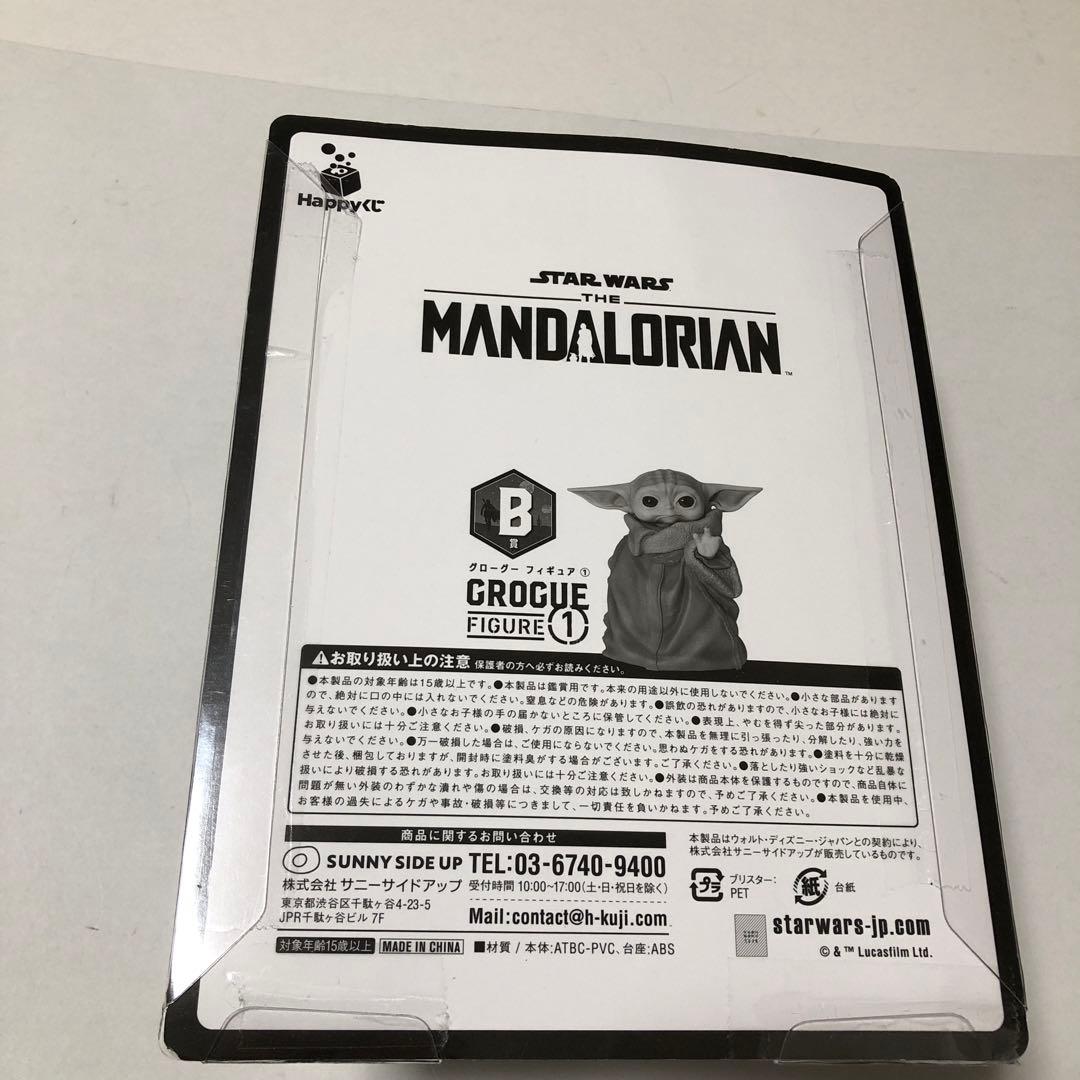 Happyくじ
STAR WARS
THE
MANDALORIAN™
B
賞
グローグー フィギュア ①
GROGUE
FIGURE 1
⚠お取り扱い上の注意 保護者の方へ必ずお読みください。
●本製品の対象年齢は15歳以上です。●本製品は鑑賞用です。本来の用途以外に使用しないでください。●小さな部品があります
ので、絶対に口の中には入れないでください。窒息などの危険があります。●誤飲の恐れがありますので、小さなお子様には絶対に
与えないでください。●小さなお子様の手の届かないところに保管してください。●表現上、やむを得ず尖った部分があります。
お取り扱いには十分ご注意ください。●破損、ケガの原因になりますので、本製品を無理に引っ張ったり、分解したり、強い力を
与えないでください。●万一破損した場合は、ご使用にならないでください。思わぬケガをする恐れがあります。●塗料を十分に乾燥
させた後、梱包しておりますが、開封時に塗料臭がする場合がございます。ご了承ください。●落としたり強いショックなど乱暴な
扱いにより破損する恐れがあります。お取り扱いには十分ご注意ください。●外装は商品本体を保護するものですので、商品自体に
問題が無い外装のわずかな潰れや傷の場合は、交換等の対応は致しかねますので、予めご了承ください。●本製品を使用中、
お客様の過失によるケガや事故・破損等につきまして、一切責任を負いかねます。予めご了承ください。
商品に関するお問い合わせ
SUNNY SIDE UP TEL:03-6740-9400
株式会社 サニーサイドアップ 受付時間 10:00~17:00(土・日・祝日を除く)
東京都渋谷区千駄ヶ谷4-23-5
JPR千駄ヶ谷ビル 7F
Mail:contact@h-kuji.com
対象年齢15歳以上 MADE IN CHINA ■材質 / 本体:ATBC-PVC、台座:ABS
本製品はウォルト・ディズニー・ジャパンとの契約により、
株式会社サニーサイドアップが販売しているものです。
プラ ブリスター:
PET
紙 台紙
starwars-jp.com
© & ™ Lucasfilm Ltd.